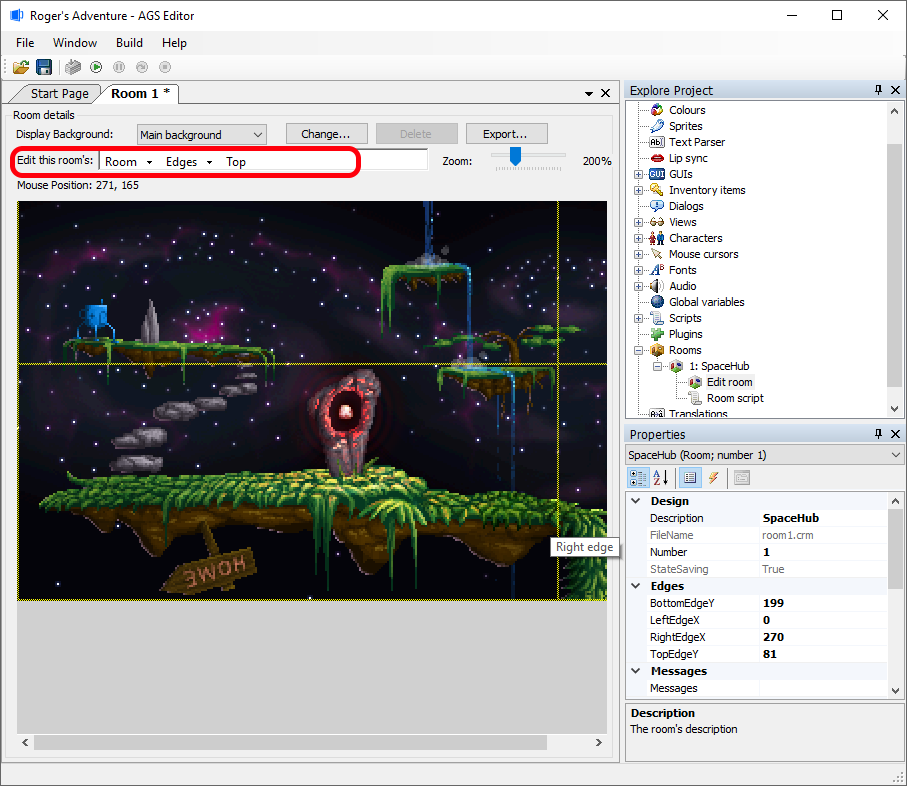 Roger's Adventure - AGS Editor
File Window Build Help
Start Page Room 1 *
Room details
Display Background: Main background Change... Delete Export...
Edit this room's: Room Edges Top Zoom: 200%
Mouse Position: 271, 165
HOME
Right edge
Explore Project
Colours
Sprites
Text Parser
Lip sync
GUIs
Inventory items
Dialogs
Views
Characters
Mouse cursors
Fonts
Audio
Global variables
Scripts
Plugins
Rooms
1: SpaceHub
Edit room
Room script
Translations
Properties
SpaceHub (Room; number 1)
Design
Description SpaceHub
FileName room1.crm
Number 1
StateSaving True
Edges
BottomEdgeY 199
LeftEdgeX 0
RightEdgeX 270
TopEdgeY 81
Messages
Messages
Description
The room's description